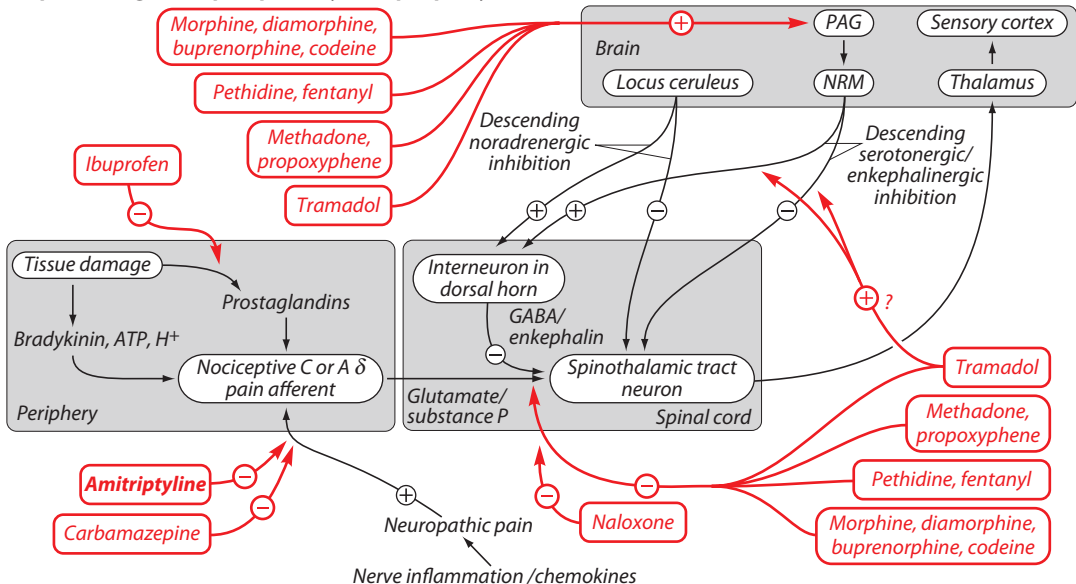 Morphine, diamorphine,
buprenorphine, codeine
+
PAG
Sensory cortex
Brain
Pethidine, fentanyl
Locus ceruleus
NRM
Thalamus
Methadone,
propoxyphene
Descending
noradrenergic
inhibition
Descending
serotonergic/
enkephalinergic
inhibition
Ibuprofen
Tramadol
−
+
+
−
−
Tissue damage
Interneuron in
dorsal horn
Prostaglandins
+ ?
GABA/
enkephalin
Bradykinin, ATP, H+
−
Nociceptive C or A δ
pain afferent
Spinothalamic tract
neuron
Tramadol
Glutamate/
substance P
Periphery
Spinal cord
Methadone,
propoxyphene
Amitriptyline
−
−
−
Pethidine, fentanyl
Carbamazepine
−
+
Naloxone
Neuropathic pain
Morphine, diamorphine,
buprenorphine, codeine
Nerve inflammation /chemokines